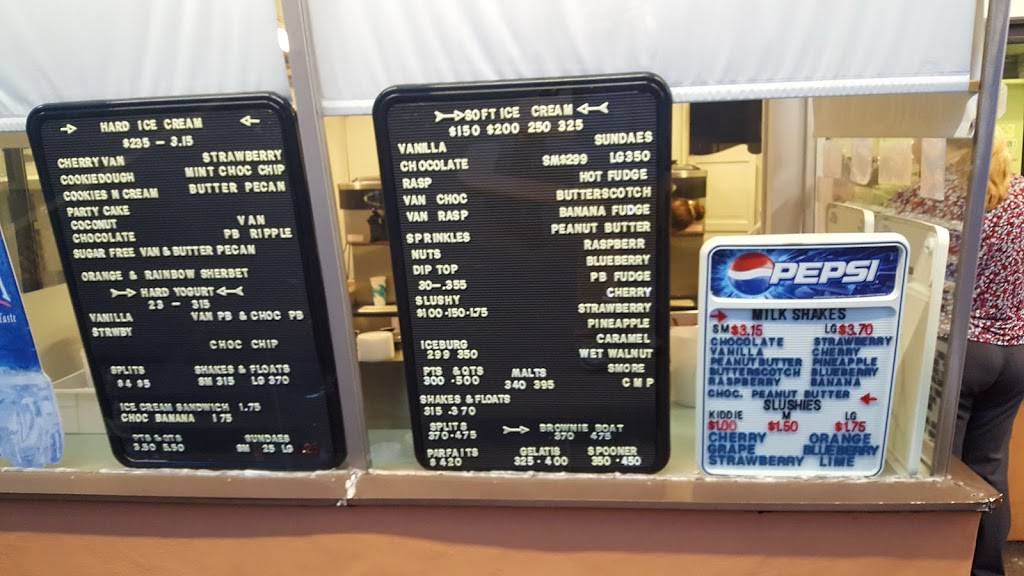 HARD ICE CREAM
$235 - 3.15
CHERRY VAN STRAWBERRY
COOKIEDOUGH MINT CHOC CHIP
COOKIES N CREAM BUTTER PECAN
PARTY CAKE
COCONUT VAN
CHOCOLATE PB RIPPLE
SUGAR FREE VAN & BUTTER PECAN
ORANGE & RAINBOW SHERBET
HARD YOGURT
23 - 315
VANILLA VAN PB & CHOC PB
STRWBY
CHOC CHIP
SPLITS SHAKES & FLOATS
$4 $5 SM 315 LG 370
ICE CREAM SANDWICH 1.75
CHOC BANANA 175
PTS & QTS SUNDAES
3.30 5.50 SM 25 LG
SOFT ICE CREAM
$150 $200 250 325
VANILLA SUNDAES
CHOCOLATE SM$299 LG350
RASP HOT FUDGE
VAN CHOC BUTTERSCOTCH
VAN RASP BANANA FUDGE
PEANUT BUTTER
SPRINKLES RASPBERR
NUTS BLUEBERRY
DIP TOP PB FUDGE
30-.355 CHERRY
SLUSHY STRAWBERRY
$100-150-175 PINEAPPLE
CARAMEL
ICEBURG WET WALNUT
299 350 SMORE
PTS & QTS MALTS CMP
300 -500 340 395
SHAKES & FLOATS
315 -370
SPLITS BROWNIE BOAT
370-475 370 475
PARFAITS GELATIS SPOONER
$420 325-400 350-450
PEPSI
MILK SHAKES
SM $3.15 LG $3.70
CHOCOLATE STRAWBERRY
VANILLA CHERRY
PEANUT BUTTER PINEAPPLE
BUTTERSCOTCH BLUEBERRY
RASPBERRY BANANA
CHOC. PEANUT BUTTER
SLUSHIES
KIDDIE M LG
$1.00 $1.50 $1.75
CHERRY ORANGE
GRAPE BLUEBERRY
STRAWBERRY LIME